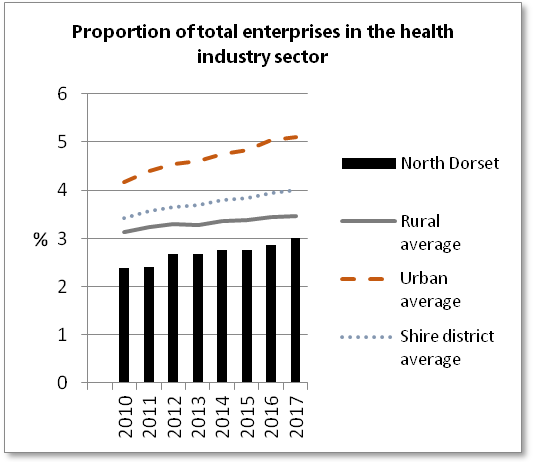 Proportion of total enterprises in the health
industry sector
6
5
4
3
2
1
0
%
2010
2011
2012
2013
2014
2015
2016
2017
North Dorset
Rural
average
Urban
average
Shire district
average